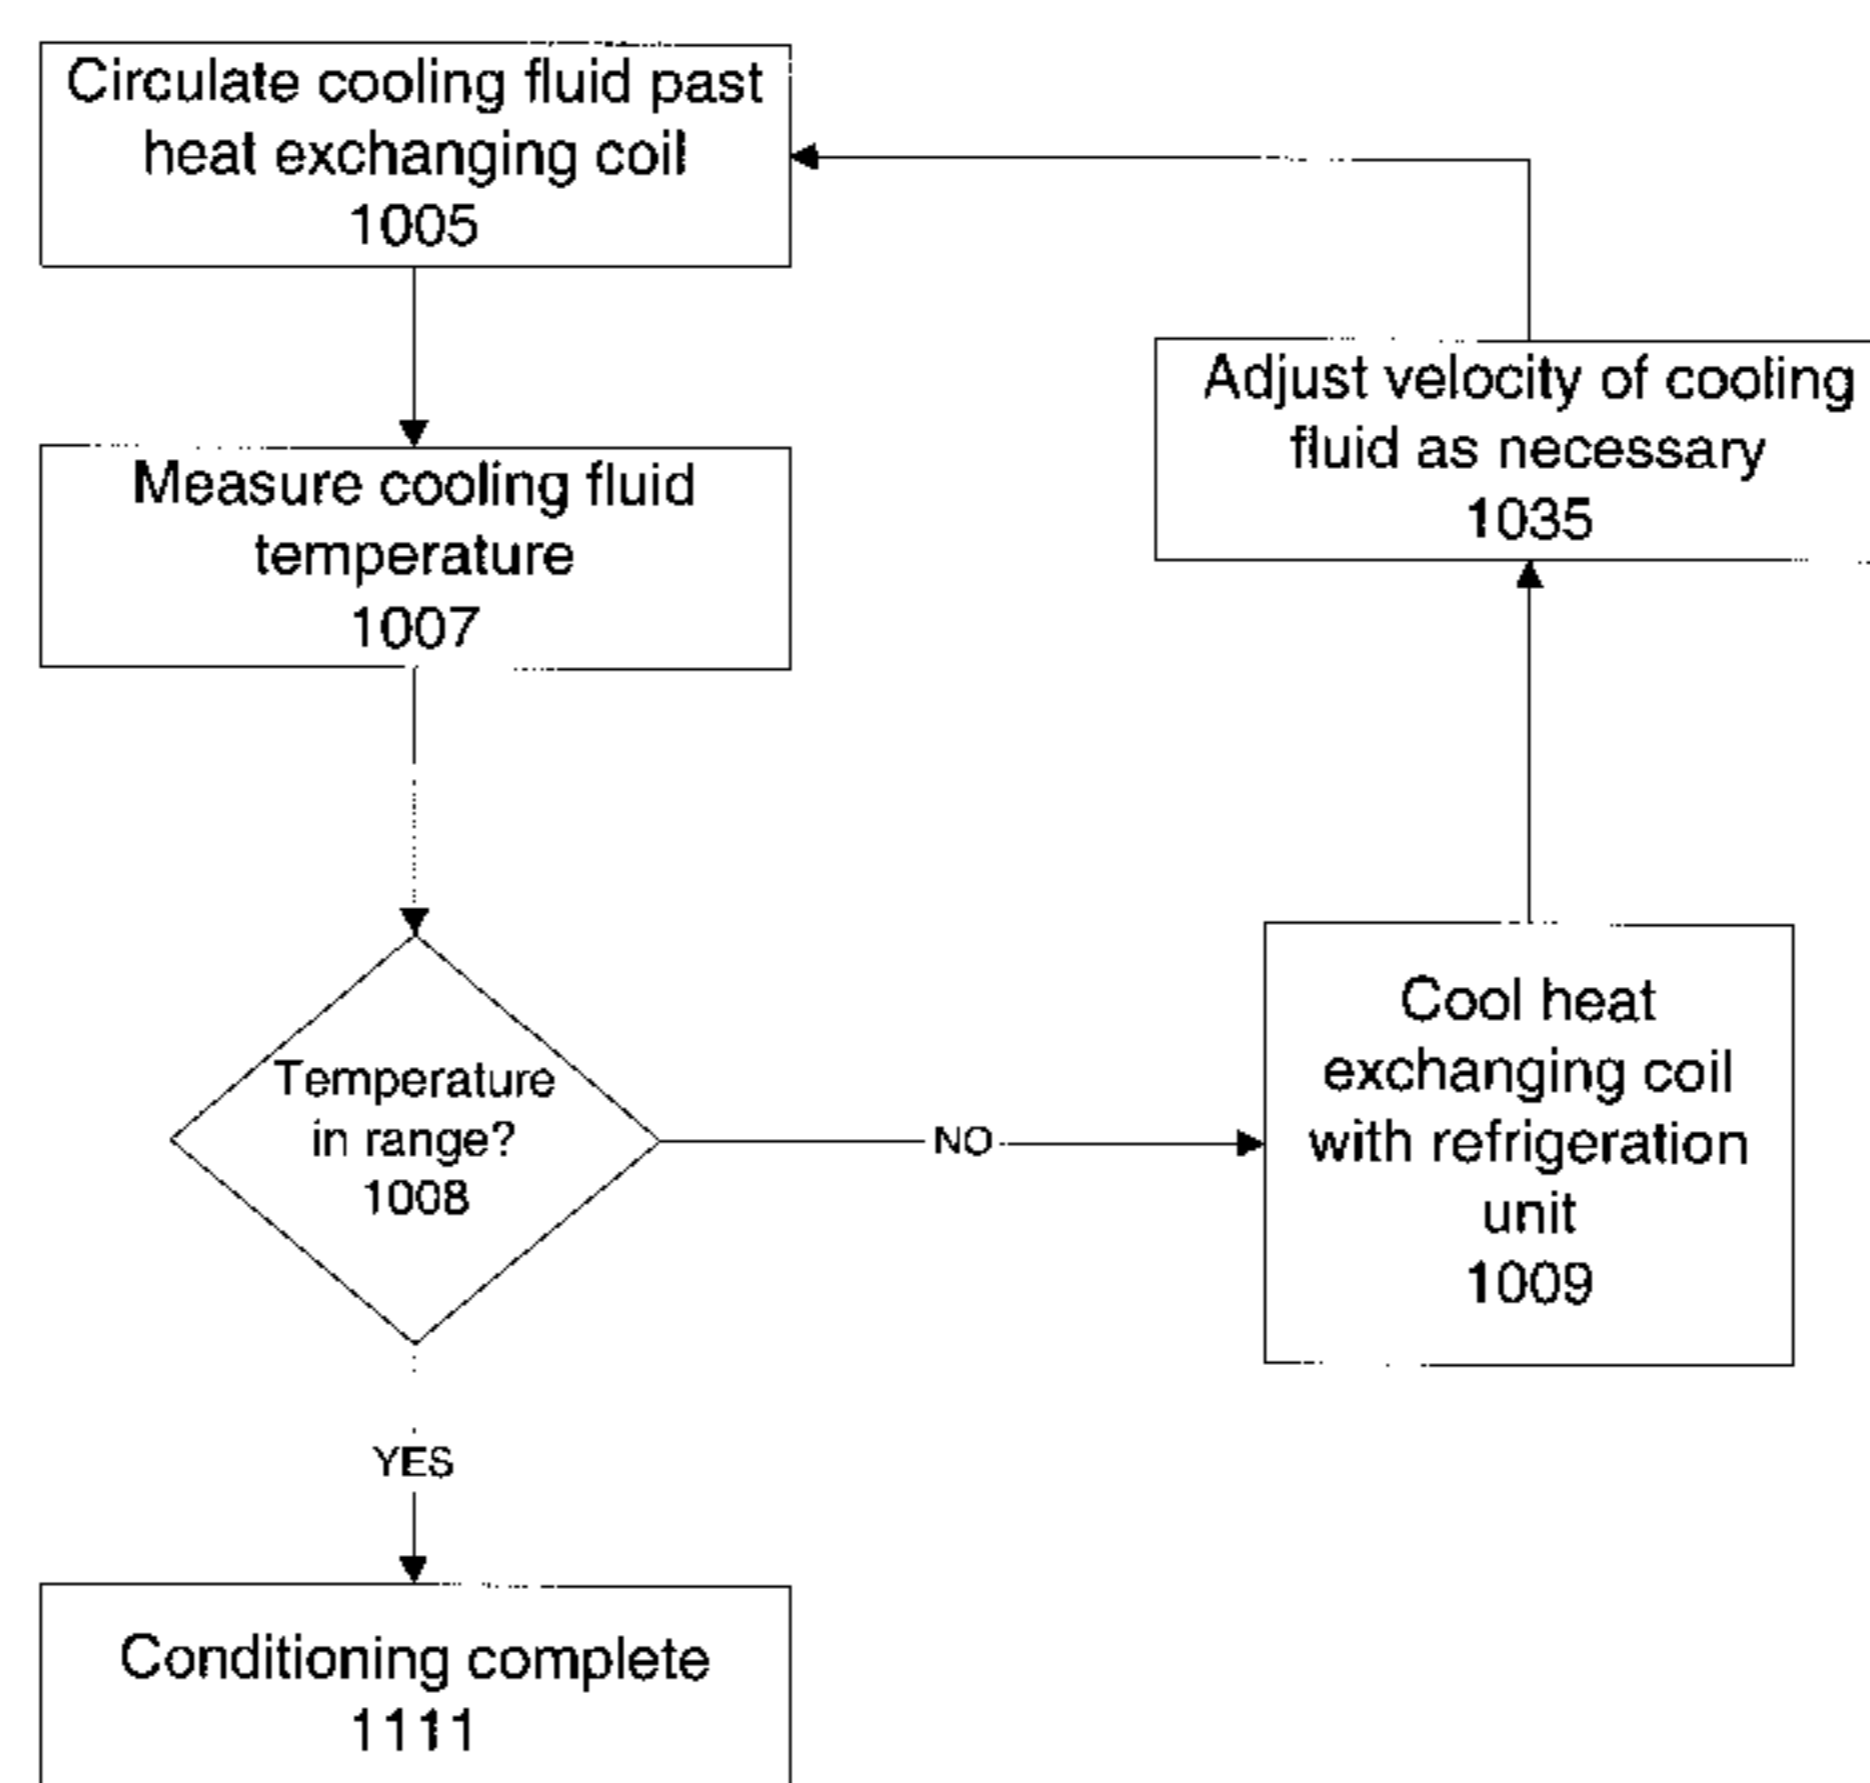 Circulate cooling fluid past
heat exchanging coil
1005
Measure cooling fluid
temperature
1007
Temperature
in range?
1008
NO
YES
Conditioning complete
1111
Adjust velocity of cooling
fluid as necessary
1035
Cool heat
exchanging coil
with refrigeration
unit
1009